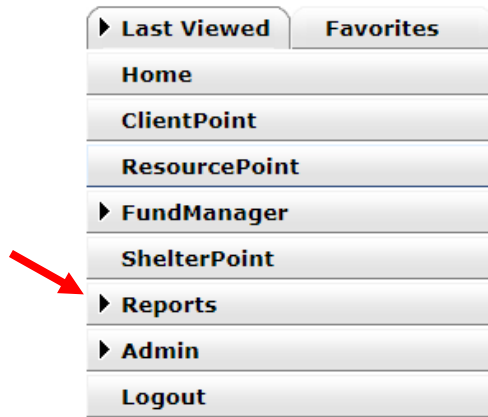 Last Viewed Favorites
Home
ClientPoint
ResourcePoint
FundManager
ShelterPoint
Reports
Admin
Logout